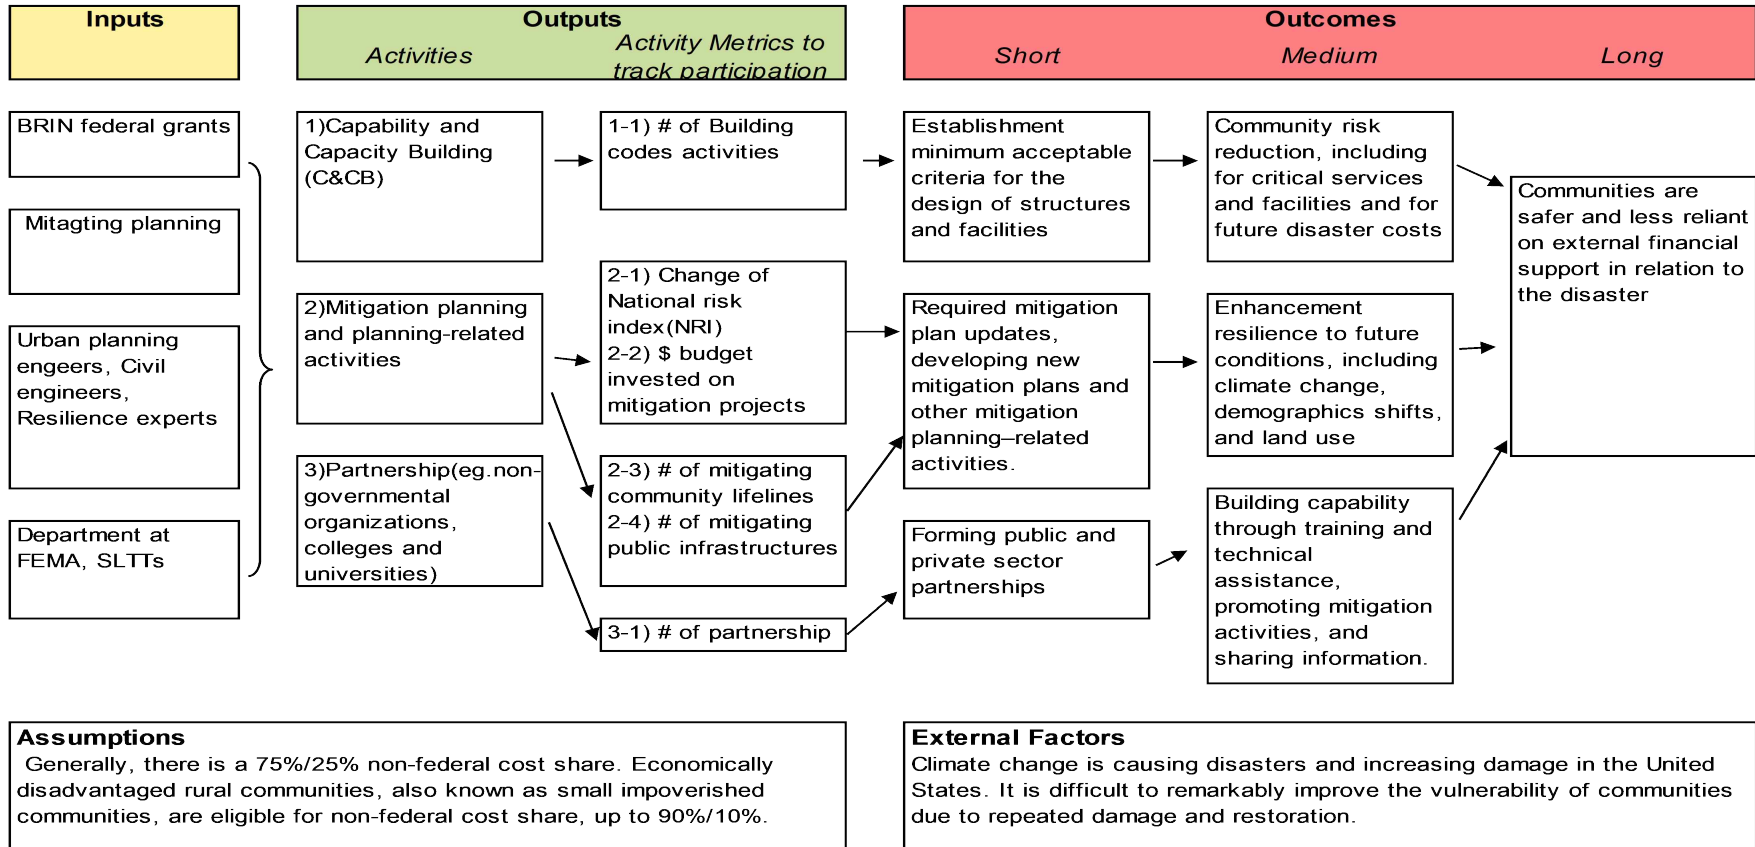 Inputs
Outputs
Activities
Activity Metrics to
track participation
Outcomes
Short
Medium
Long
BRIN federal grants
Mitagting planning
Urban planning
engeers, Civil
engineers,
Resilience experts
Department at
FEMA, SLTTs
1)Capability and
Capacity Building
(C&CB)
2)Mitigation planning
and planning-related
activities
3)Partnership(eg.non-
governmental
organizations,
colleges and
universities)
1-1) # of Building
codes activities
2-1) Change of
National risk
index(NRI)
2-2) $ budget
invested on
mitigation projects
2-3) # of mitigating
community lifelines
2-4) # of mitigating
public infrastructures
3-1) # of partnership
Establishment
minimum acceptable
criteria for the
design of structures
and facilities
Required mitigation
plan updates,
developing new
mitigation plans and
other mitigation
planning–related
activities.
Forming public and
private sector
partnerships
Community risk
reduction, including
for critical services
and facilities and for
future disaster costs
Enhancement
resilience to future
conditions, including
climate change,
demographics shifts,
and land use
Building capability
through training and
technical
assistance,
promoting mitigation
activities, and
sharing information.
Communities are
safer and less reliant
on external financial
support in relation to
the disaster
Assumptions
Generally, there is a 75%/25% non-federal cost share. Economically
disadvantaged rural communities, also known as small impoverished
communities, are eligible for non-federal cost share, up to 90%/10%.
External Factors
Climate change is causing disasters and increasing damage in the United
States. It is difficult to remarkably improve the vulnerability of communities
due to repeated damage and restoration.